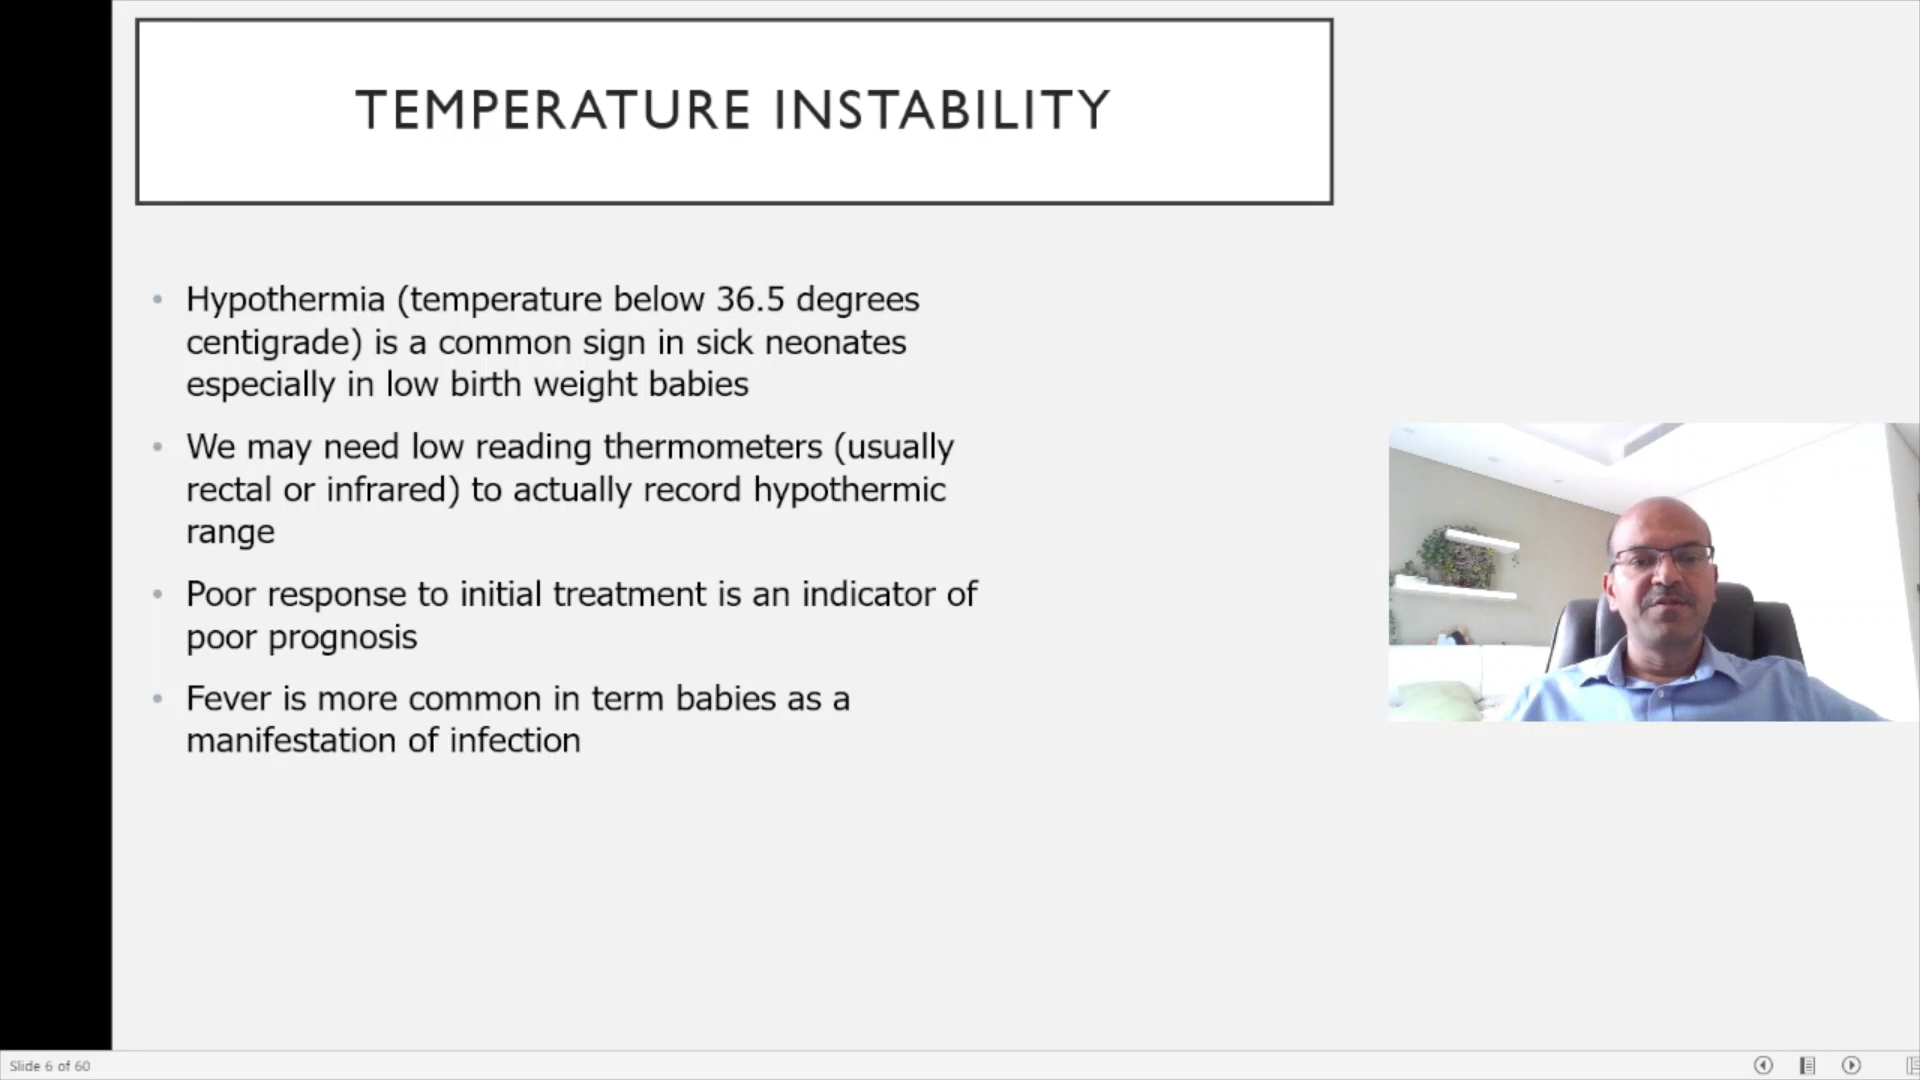 TEMPERATURE INSTABILITY
• Hypothermia (temperature below 36.5 degrees
centigrade) is a common sign in sick neonates
especially in low birth weight babies
• We may need low reading thermometers (usually
rectal or infrared) to actually record hypothermic
range
• Poor response to initial treatment is an indicator of
poor prognosis
• Fever is more common in term babies as a
manifestation of infection
Slide 6 of 60